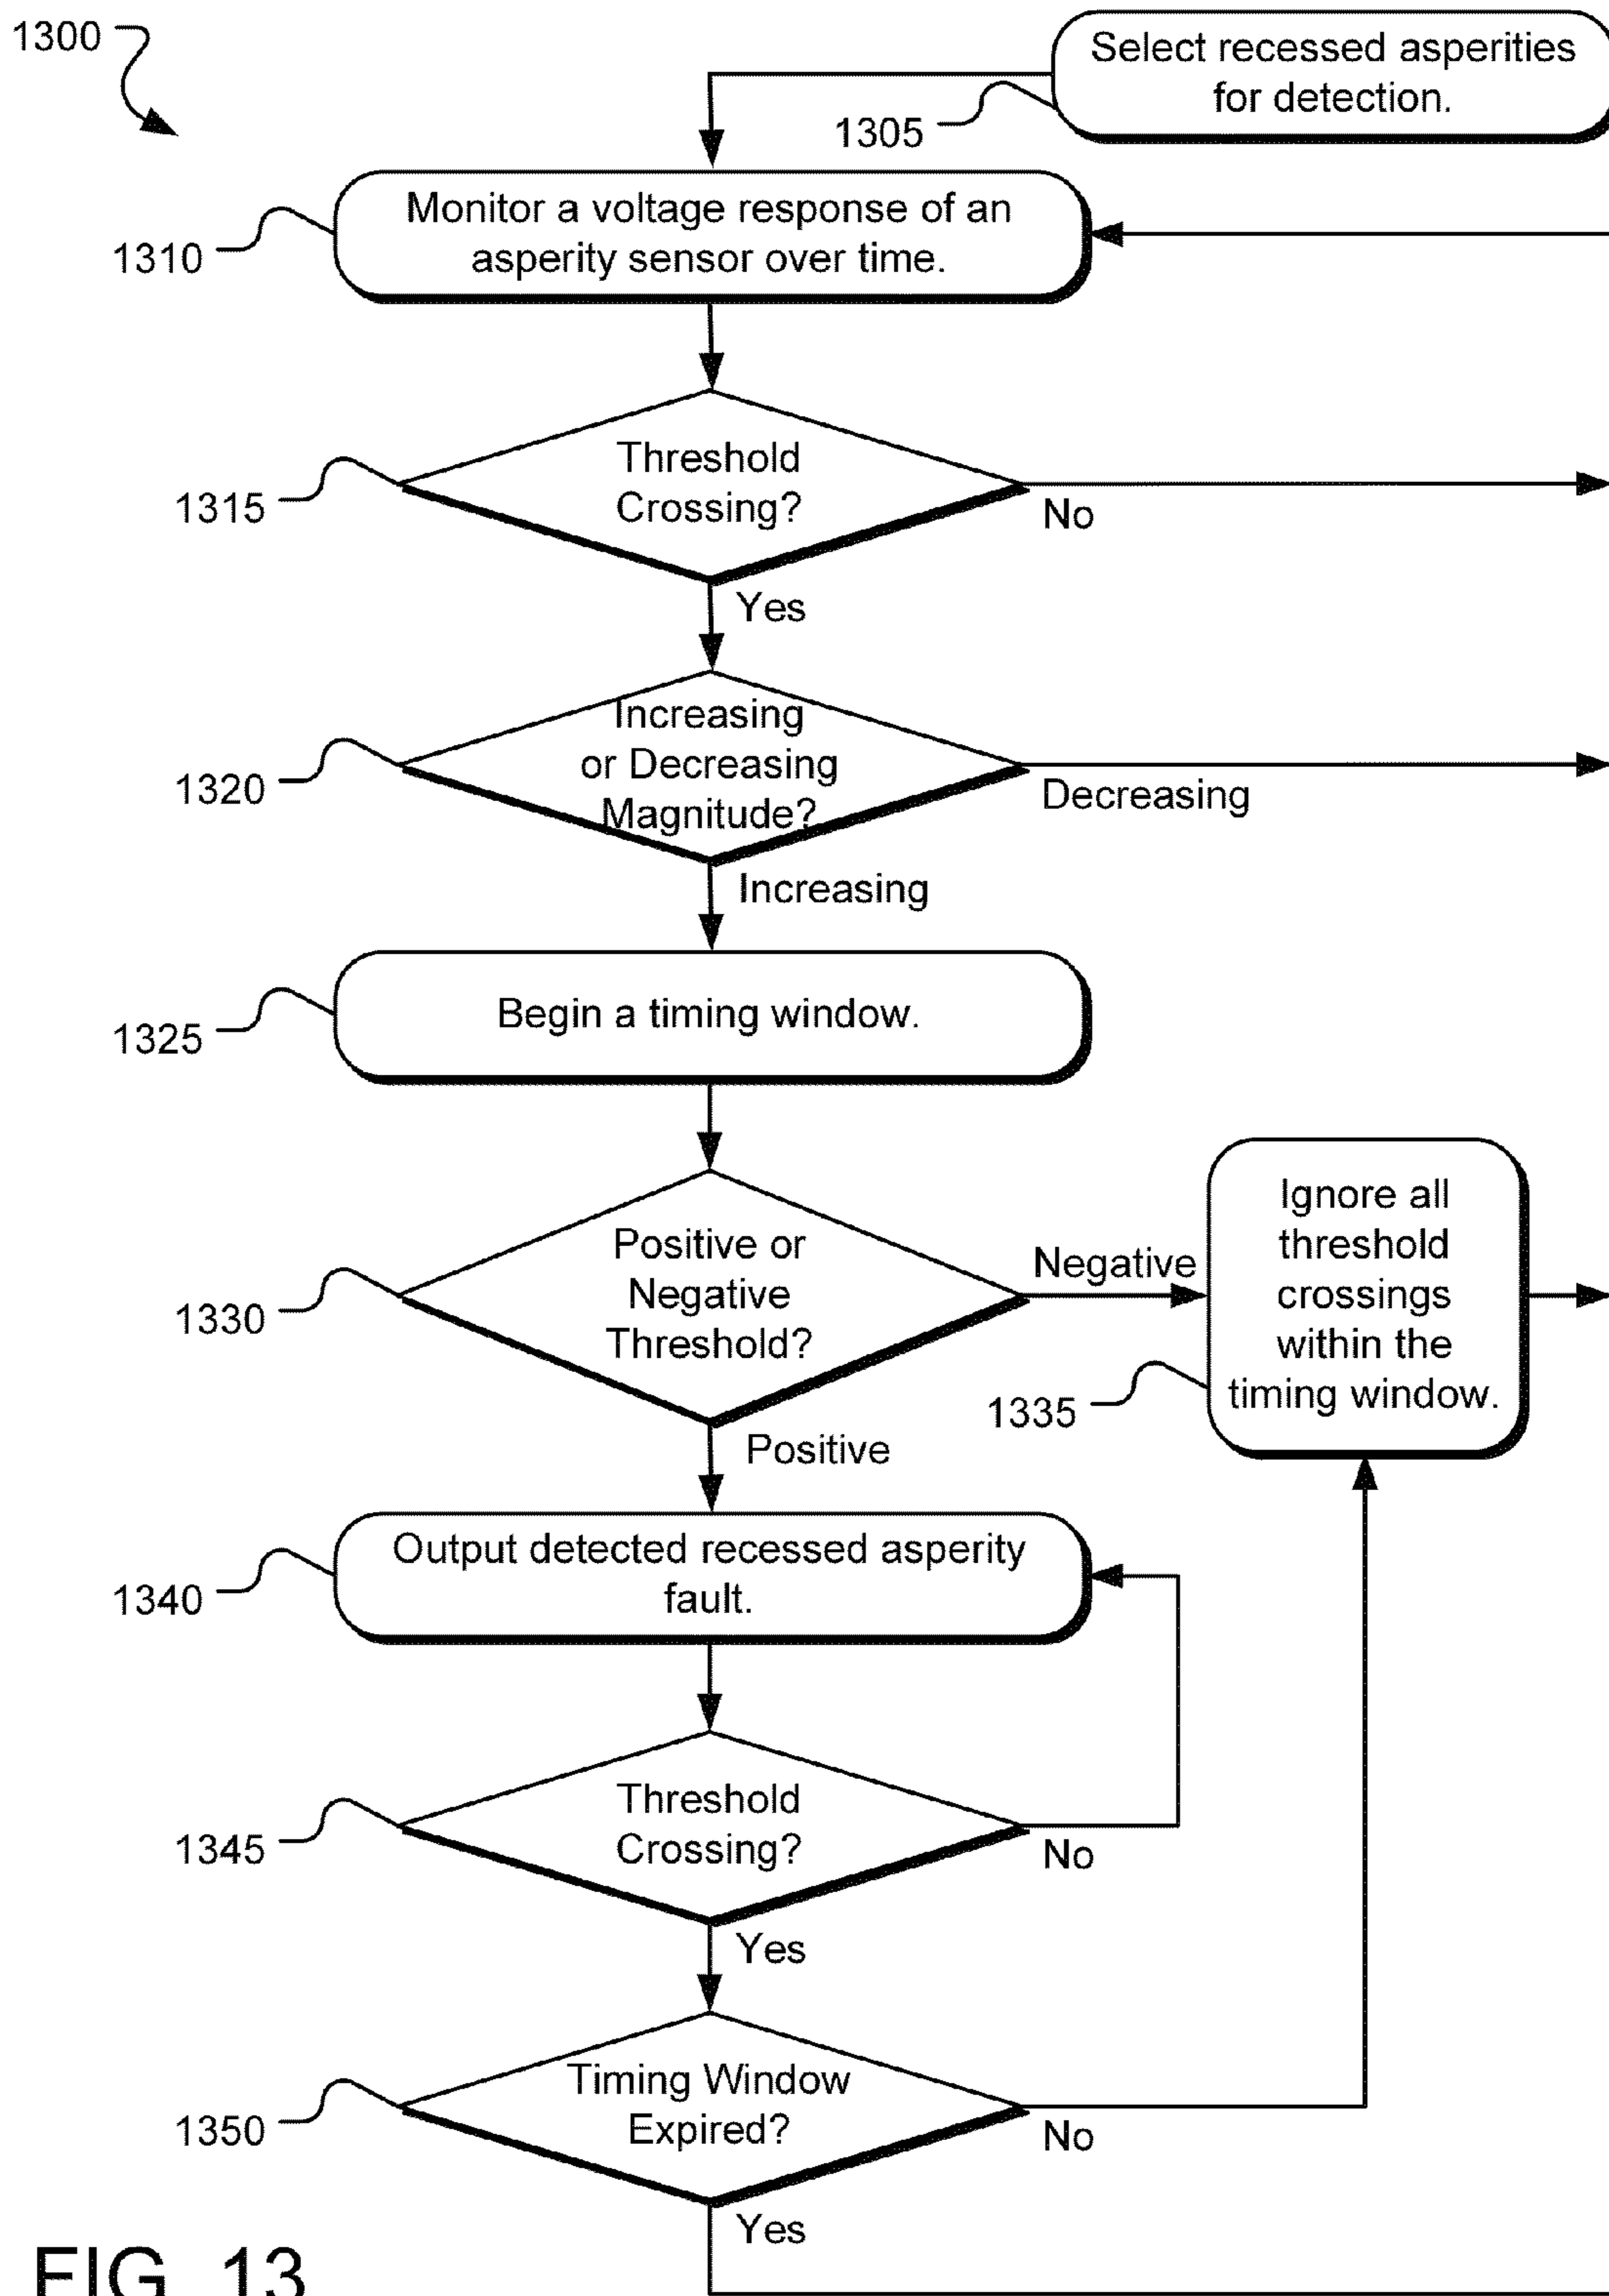 1300
Select recessed asperities
for detection.
1305
Monitor a voltage response of an
asperity sensor over time.
1310
Threshold
Crossing?
1315
No
Yes
Increasing
or Decreasing
Magnitude?
1320
Decreasing
Increasing
Begin a timing window.
1325
Positive or
Negative
Threshold?
1330
Negative
Ignore all
threshold
crossings
within the
timing window.
1335
Positive
Output detected recessed asperity
fault.
1340
Threshold
Crossing?
1345
No
Yes
Timing Window
Expired?
1350
No
Yes
FIG. 13